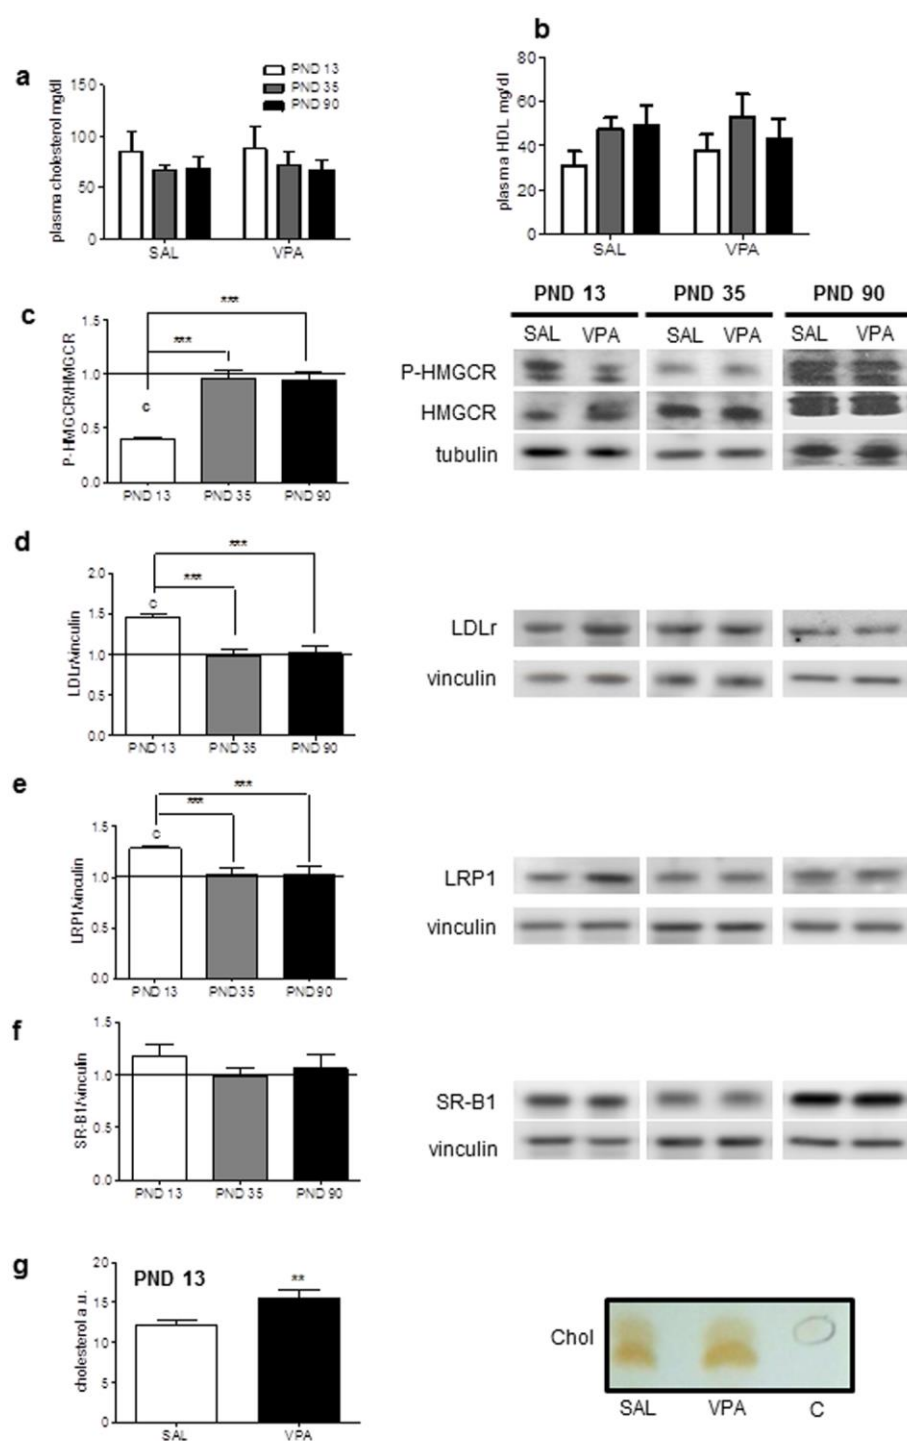 a
PND 13
PND 35
PND 90
plasma cholesterol mg/dl
150
100
50
0
SAL VPA
b
plasma HDL mg/dl
80
60
40
20
0
SAL VPA
c
P-HMGCR/HMGCR
1.5
1.0
0.5
0.0
***
***
c
PND 13 PND 35 PND 90
PND 13 PND 35 PND 90
SAL VPA SAL VPA SAL VPA
P-HMGCR
HMGCR
tubulin
d
LDLr/vinculin
2.0
1.5
1.0
0.5
0.0
***
***
c
PND 13 PND 35 PND 90
LDLr
vinculin
e
LRP1/vinculin
1.5
1.0
0.5
0.0
***
***
c
PND 13 PND 35 PND 90
LRP1
vinculin
f
SR-B1/vinculin
1.5
1.0
0.5
0.0
PND 13 PND 35 PND 90
SR-B1
vinculin
g
PND 13
cholesterol a.u.
20
15
10
5
0
**
SAL VPA
Chol
SAL VPA C